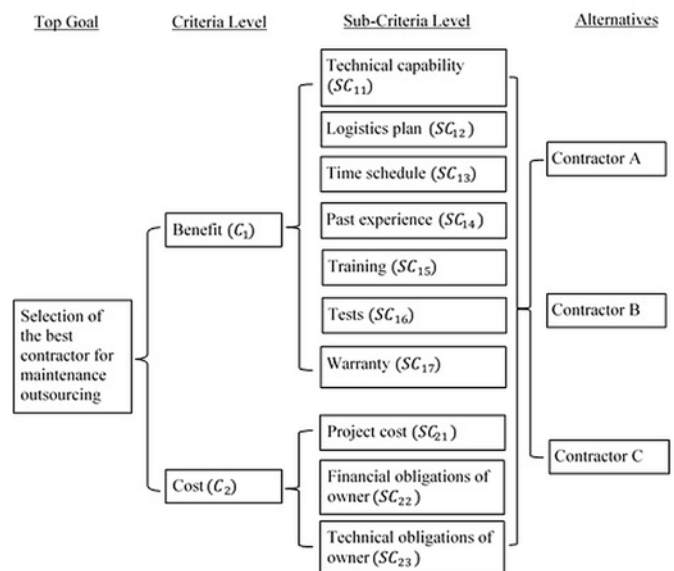 Top Goal
Criteria Level
Sub-Criteria Level
Alternatives
Selection of
the best
contractor for
maintenance
outsourcing
Benefit (C₁)
Cost (C₂)
Technical capability
(SC₁₁)
Logistics plan (SC₁₂)
Time schedule (SC₁₃)
Past experience (SC₁₄)
Training (SC₁₅)
Tests (SC₁₆)
Warranty (SC₁₇)
Project cost (SC₂₁)
Financial obligations of
owner (SC₂₂)
Technical obligations of
owner (SC₂₃)
Contractor A
Contractor B
Contractor C